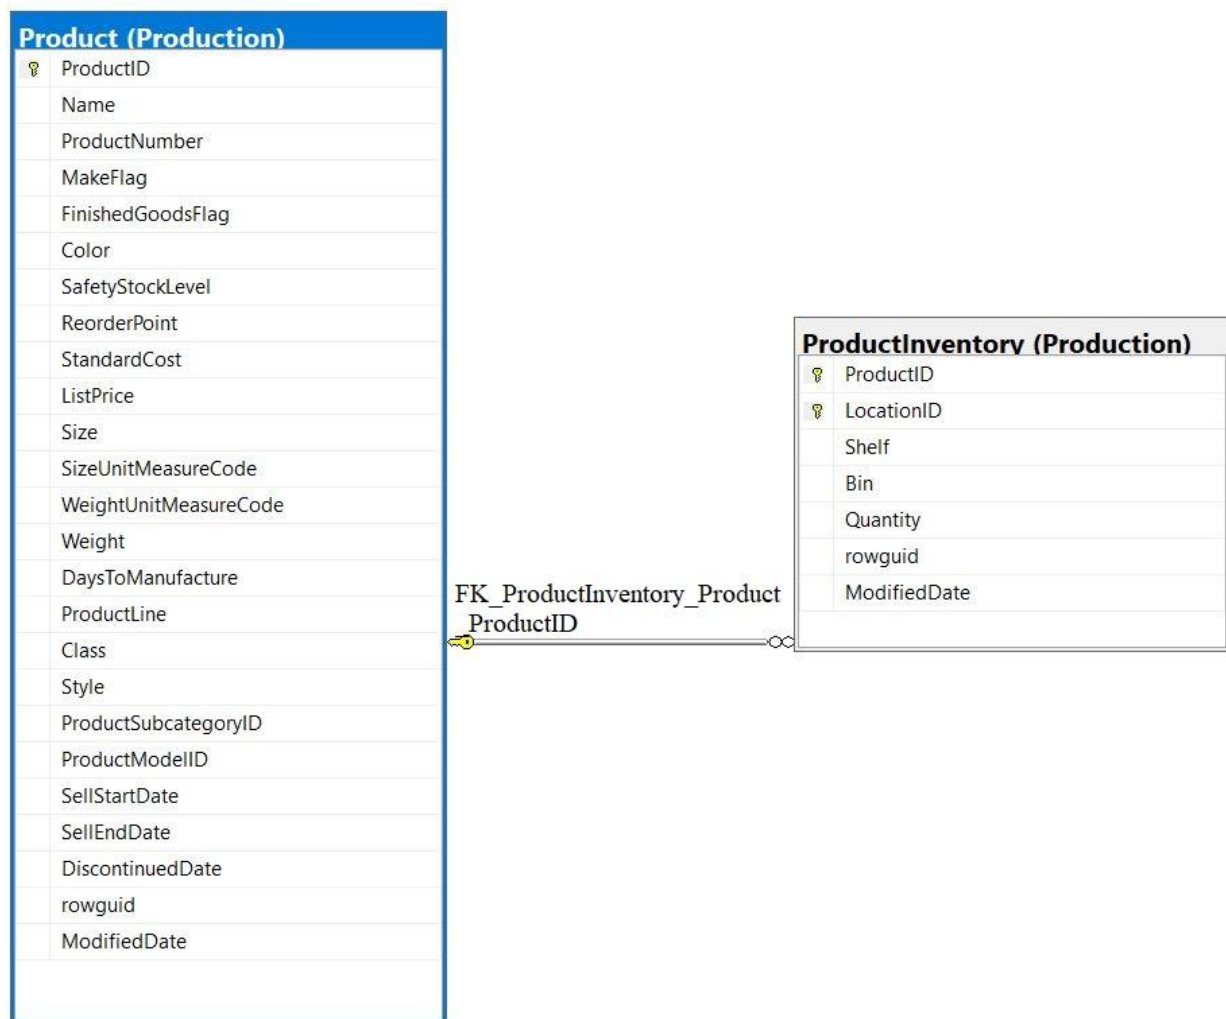 Product (Production)
ProductID
Name
ProductNumber
MakeFlag
FinishedGoodsFlag
Color
SafetyStockLevel
ReorderPoint
StandardCost
ListPrice
Size
SizeUnitMeasureCode
WeightUnitMeasureCode
Weight
DaysToManufacture
ProductLine
Class
Style
ProductSubcategoryID
ProductModelID
SellStartDate
SellEndDate
DiscontinuedDate
rowguid
ModifiedDate
FK_ProductInventory_Product
_ProductID
ProductInventory (Production)
ProductID
LocationID
Shelf
Bin
Quantity
rowguid
ModifiedDate